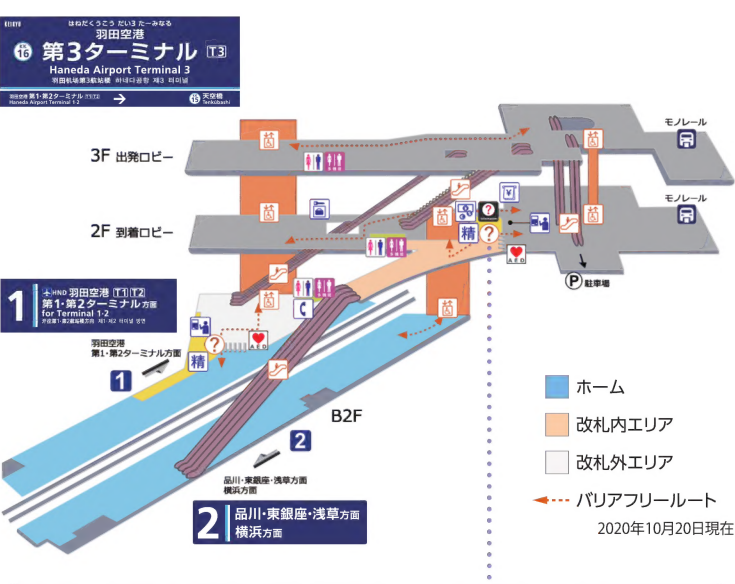 KEIKYU
はねだくうこう だい3 たーみなる
羽田空港
16
第3ターミナル T3
Haneda Airport Terminal 3
羽田机场第3航站楼 하네다공항 제3 터미널
羽田空港 第1・第2ターミナル T1 T2
Haneda Airport Terminal 1·2
→
15 天空橋
Tenkūbashi
モノレール
3F 出発ロビー
モノレール
2F 到着ロビー
精
?
?
AED
P 駐車場
1
HND 羽田空港 T1 T2
第1・第2ターミナル方面
for Terminal 1·2
羽田空港
第1・第2ターミナル方面
?
AED
精
1
B2F
2
品川・東銀座・浅草方面
横浜方面
2
品川・東銀座・浅草方面
横浜方面
ホーム
改札内エリア
改札外エリア
バリアフリールート
2020年10月20日現在